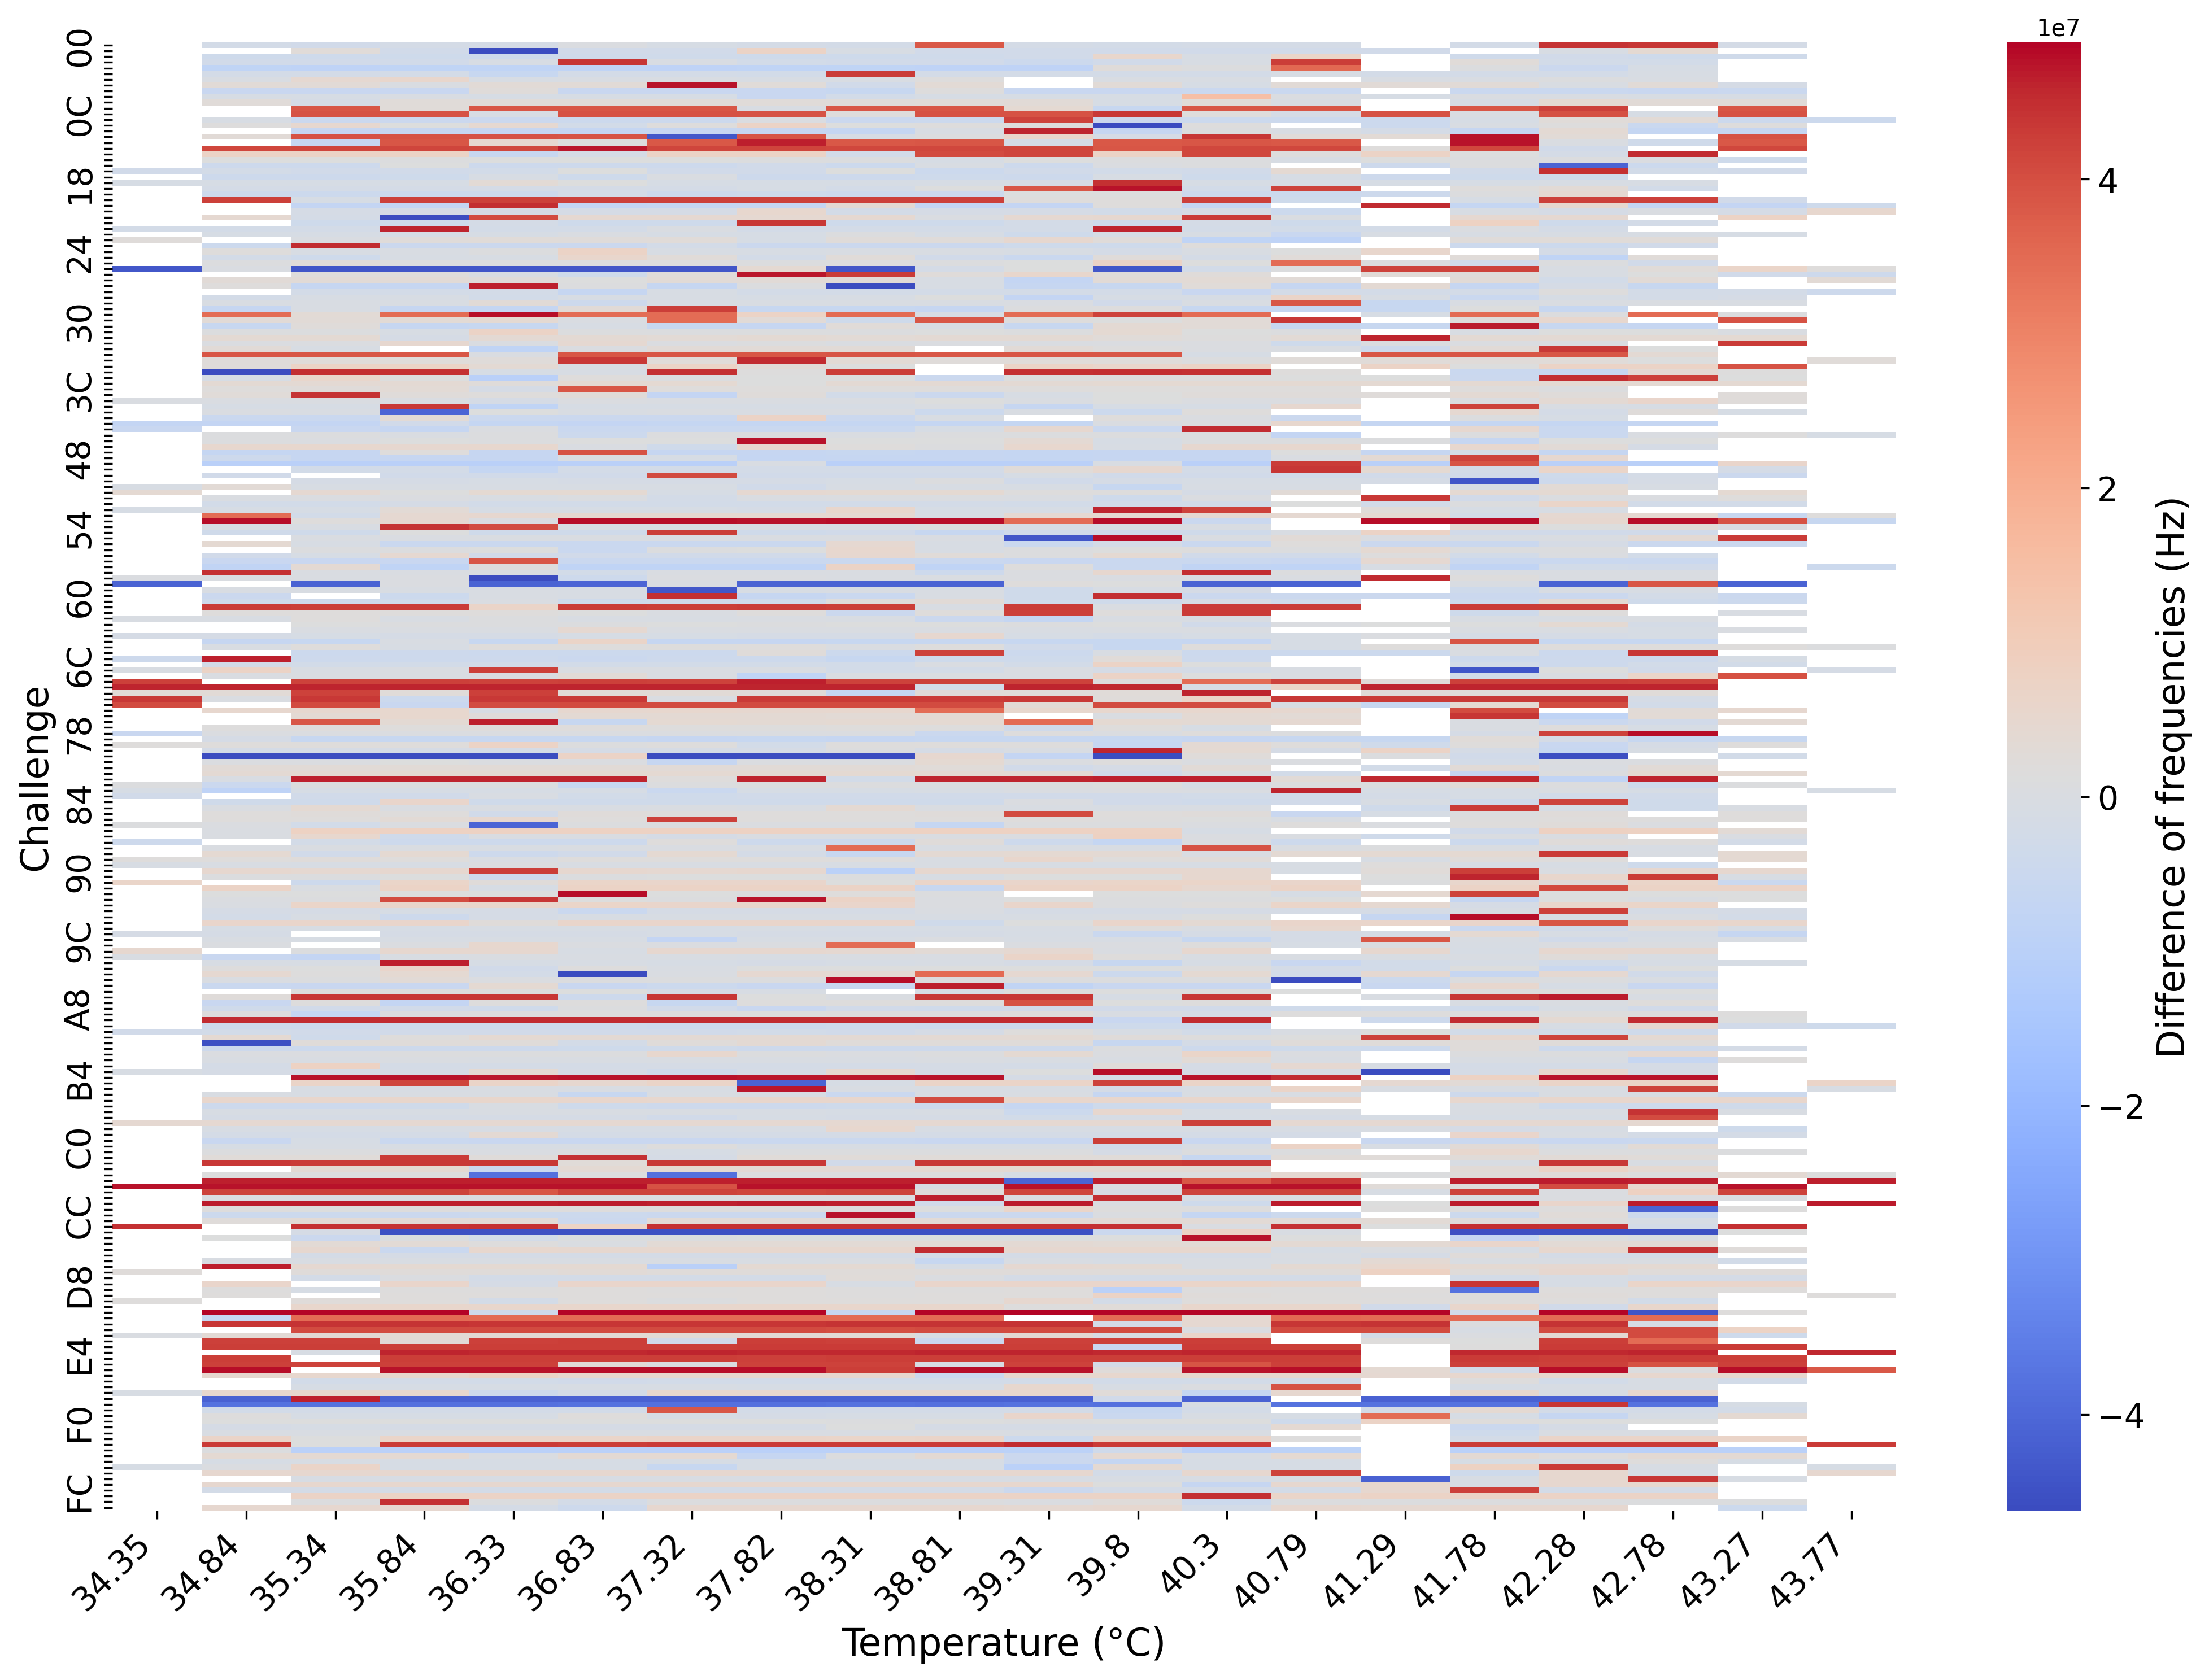 1e7
00
0C
18
24
30
3C
48
54
60
6C
78
84
90
9C
A8
B4
C0
CC
D8
E4
F0
FC
Challenge
34.35
34.84
35.34
35.84
36.33
36.83
37.32
37.82
38.31
38.81
39.31
39.8
40.3
40.79
41.29
41.78
42.28
42.78
43.27
43.77
Temperature (°C)
4
2
0
−2
−4
Difference of frequencies (Hz)